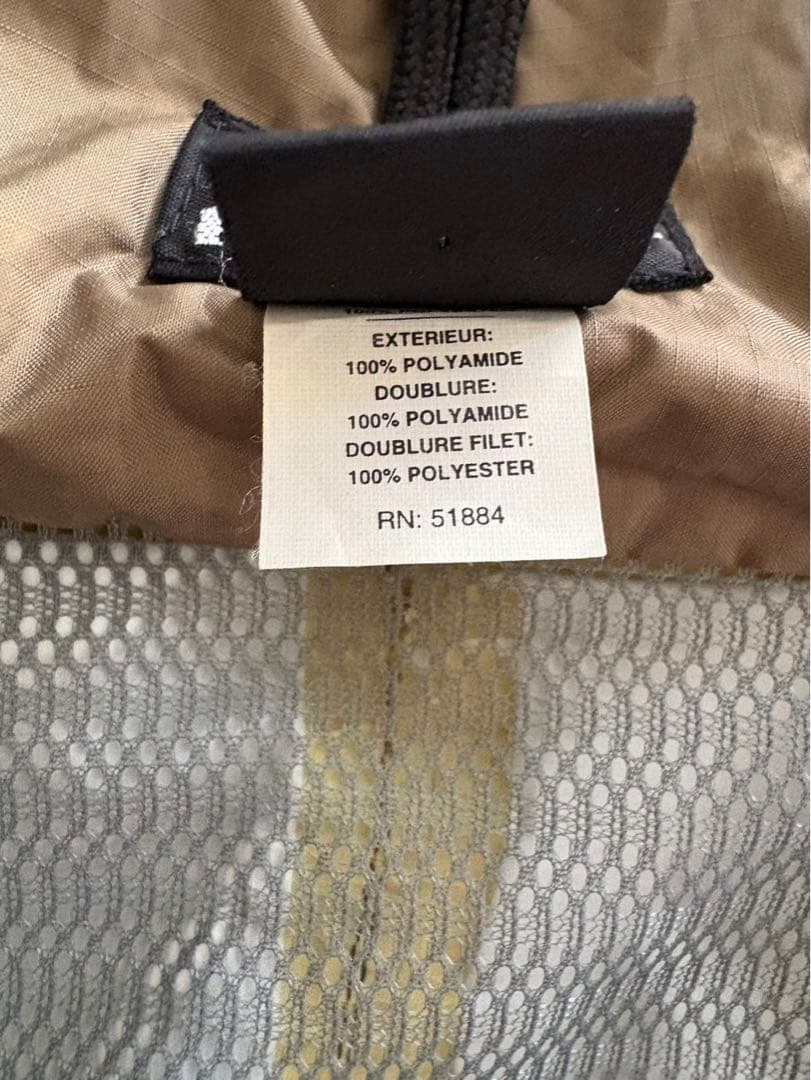 EXTERIEUR:
100% POLYAMIDE
DOUBLURE:
100% POLYAMIDE
DOUBLURE FILET:
100% POLYESTER
RN: 51884